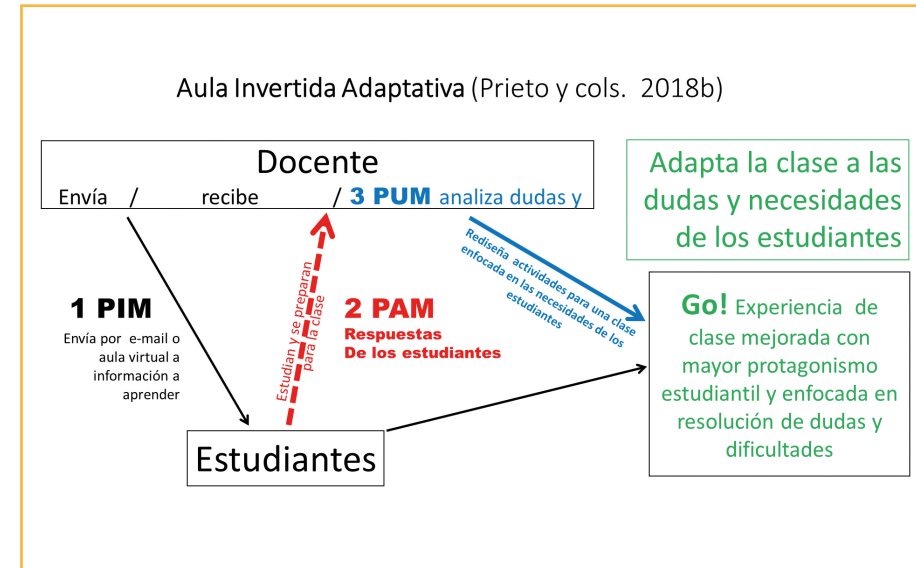 Aula Invertida Adaptativa (Prieto y cols.  2018b)
Docente
Envía / recibe / 3 PUM analiza dudas y
Adapta la clase a las
dudas y necesidades
de los estudiantes
1 PIM
Envía por e-mail o
aula virtual a
información a
aprender
Estudian y se preparan
para la clase
2 PAM
Respuestas
De los estudiantes
Rediseña actividades para una clase
enfocada en las necesidades de los
estudiantes
Go! Experiencia de
clase mejorada con
mayor protagonismo
estudiantil y enfocada en
resolución de dudas y
dificultades
Estudiantes